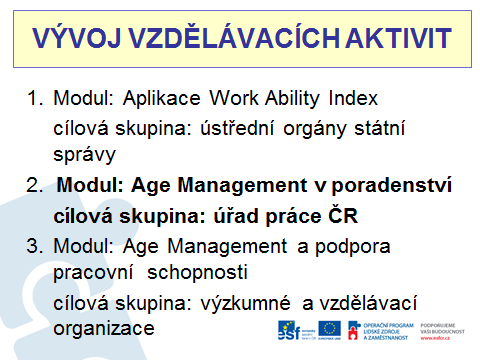 VÝVOJ VZDĚLÁVACÍCH AKTIVIT
1. Modul: Aplikace Work Ability Index
cílová skupina: ústřední orgány státní
správy
2. Modul: Age Management v poradenství
cílová skupina: úřad práce ČR
3. Modul: Age Management a podpora
pracovní schopnosti
cílová skupina: výzkumné a vzdělávací
organizace
esf
OPERAČNÍ PROGRAM
LIDSKÉ ZDROJE
A ZAMĚSTNANOST
PODPORUJEME
VAŠI BUDOUCNOST
www.esfcr.cz